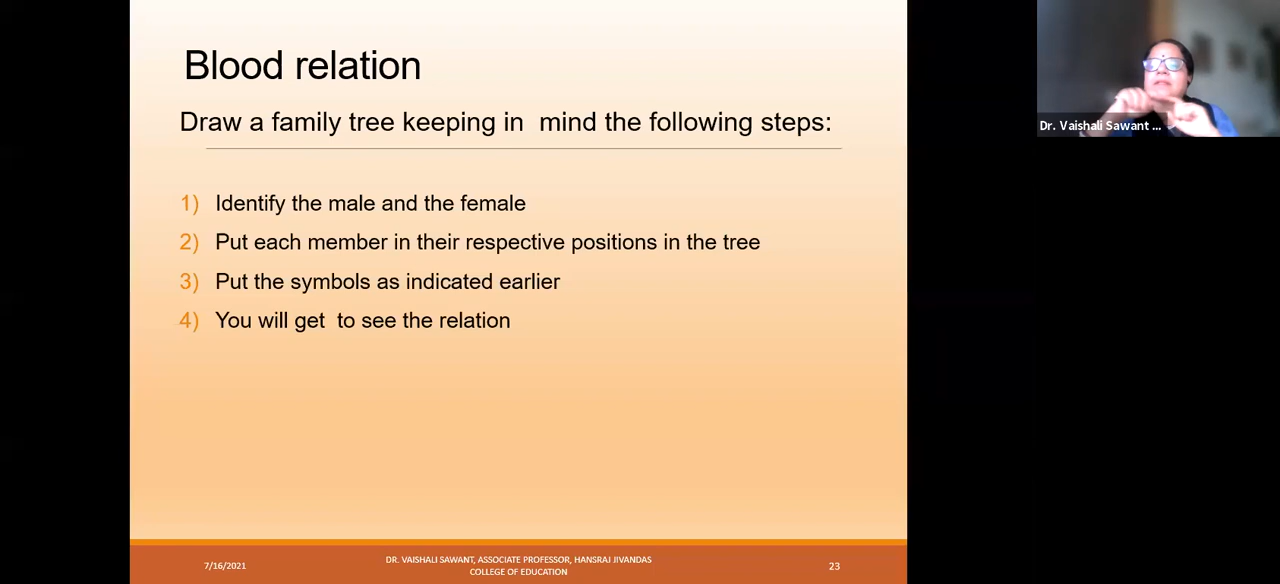 Blood relation
Draw a family tree keeping in  mind the following steps:
1) Identify the male and the female
2) Put each member in their respective positions in the tree
3) Put the symbols as indicated earlier
4) You will get  to see the relation
7/16/2021
DR. VAISHALI SAWANT, ASSOCIATE PROFESSOR, HANSRAJ JIVANDAS
COLLEGE OF EDUCATION
23
Dr. Vaishali Sawant ...